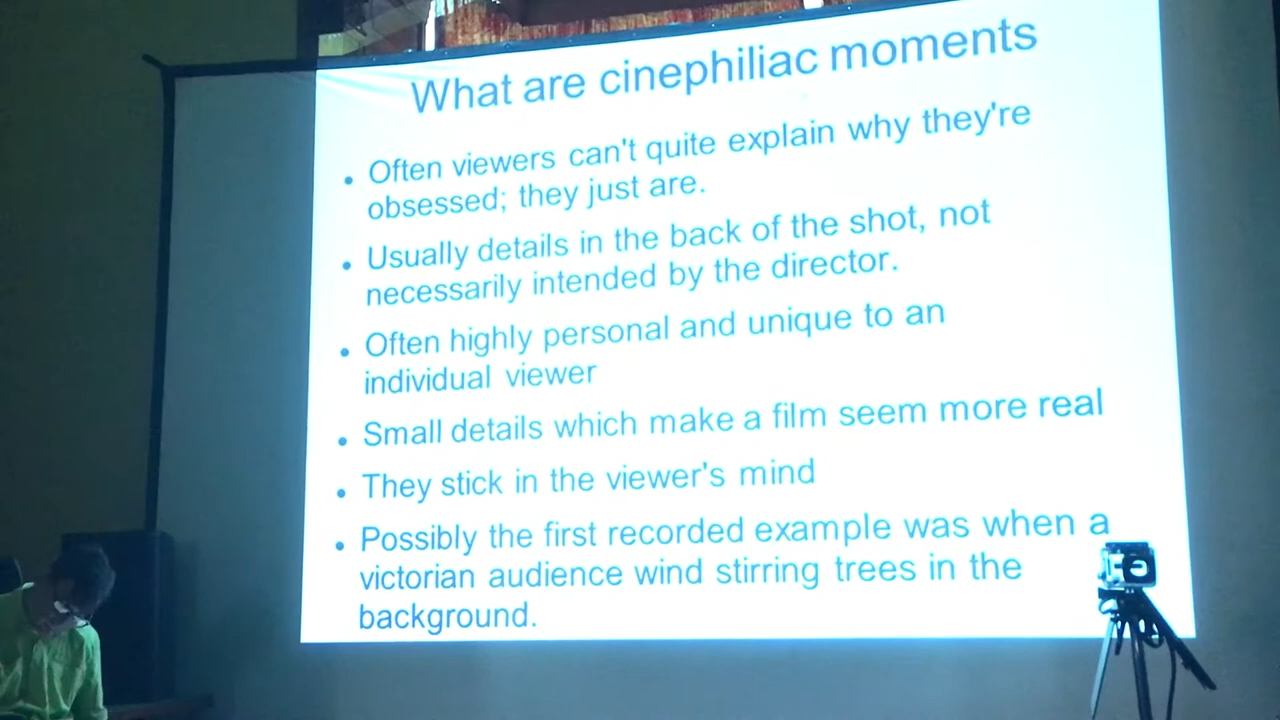 What are cinephiliac moments
• Often viewers can't quite explain why they're
obsessed; they just are.
• Usually details in the back of the shot, not
necessarily intended by the director.
• Often highly personal and unique to an
individual viewer
• Small details which make a film seem more real
• They stick in the viewer's mind
• Possibly the first recorded example was when a
victorian audience wind stirring trees in the
background.